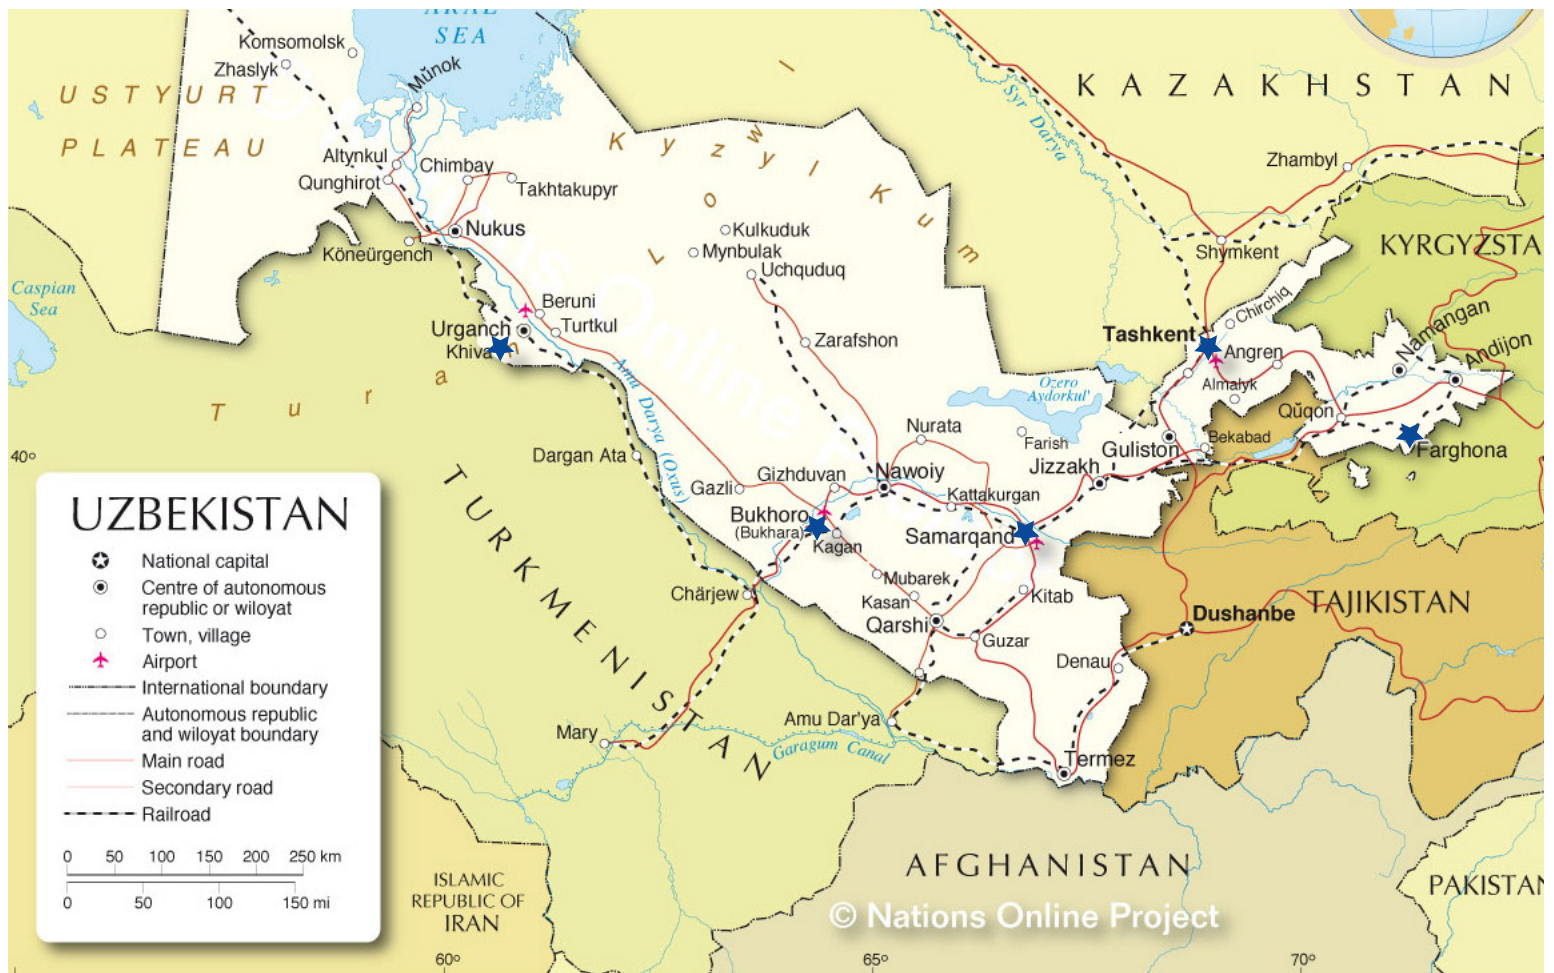 ARAL
SEA
Komsomolsk
Zhaslyk
Mŭnok
USTYURT
PLATEAU
KAZAKHSTAN
Syr Darya
Kyzyl Kum
Zhambyl
Altynkul
Chimbay
Qunghirot
Takhtakupyr
Nukus
Köneürgench
Kulkuduk
Mynbulak
Uchquduq
Shymkent
KYRGYZSTA
Caspian
Sea
Beruni
Urganch
Turtkul
Khiva
Zarafshon
Chirchiq
Tashkent
Angren
Namangan
Andijon
Almalyk
Turan
Amu Darya (Oxus)
Ozero
Aydorkul'
Qŭqon
Nurata
Farish
Guliston
Bekabad
Farghona
40º
Dargan Ata
Jizzakh
Gizhduvan
Nawoiy
Gazli
Kattakurgan
Bukhoro
(Bukhara)
Kagan
Samarqand
TURKMENISTAN
Mubarek
Chärjew
Kasan
Kitab
Qarshi
Guzar
Dushanbe
TAJIKISTAN
Denau
Mary
Amu Dar'ya
Garagum Canal
Termez
UZBEKISTAN
National capital
Centre of autonomous
republic or wiloyat
Town, village
Airport
International boundary
Autonomous republic
and wiloyat boundary
Main road
Secondary road
Railroad
0 50 100 150 200 250 km
0 50 100 150 mi
ISLAMIC
REPUBLIC OF
IRAN
AFGHANISTAN
PAKISTAN
© Nations Online Project
60º
65º
70º